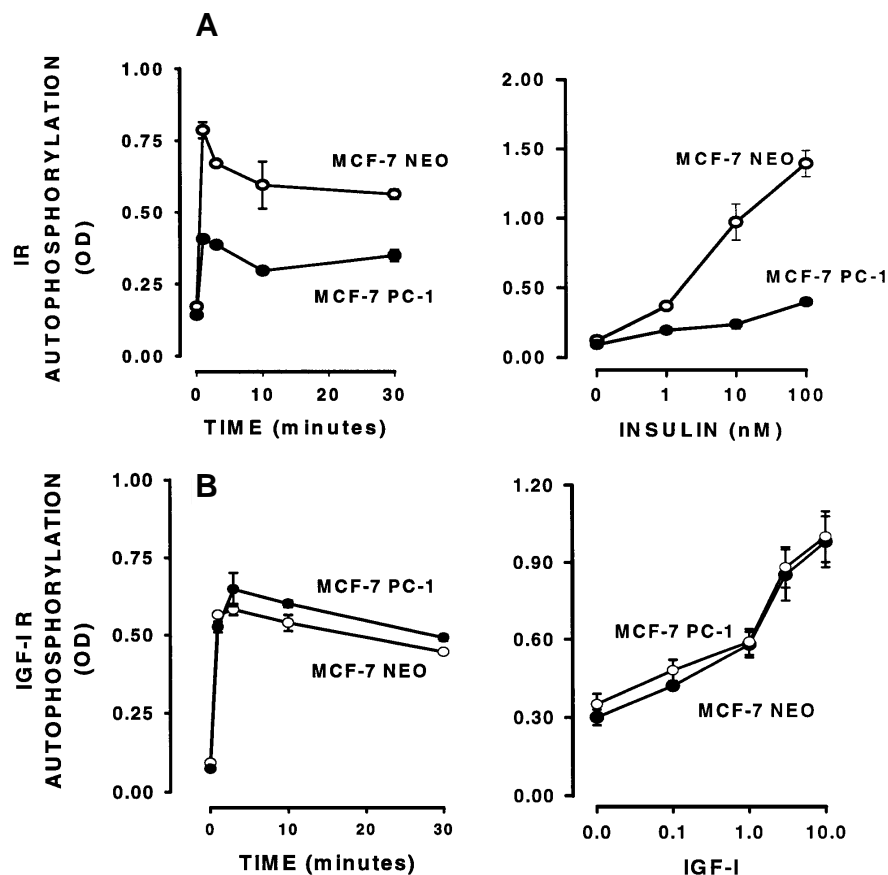 A
IR
AUTOPHOSPHORYLATION
(OD)
1.00
0.75
0.50
0.25
0.00
MCF-7 NEO
MCF-7 PC-1
0 10 20 30
TIME (minutes)
2.00
1.50
1.00
0.50
0.00
MCF-7 NEO
MCF-7 PC-1
0 1 10 100
INSULIN (nM)
B
IGF-I R
AUTOPHOSPHORYLATION
(OD)
1.00
0.75
0.50
0.25
0.00
MCF-7 PC-1
MCF-7 NEO
0 10 20 30
TIME (minutes)
1.20
0.90
0.60
0.30
0.00
MCF-7 PC-1
MCF-7 NEO
0.0 0.1 1.0 10.0
IGF-I